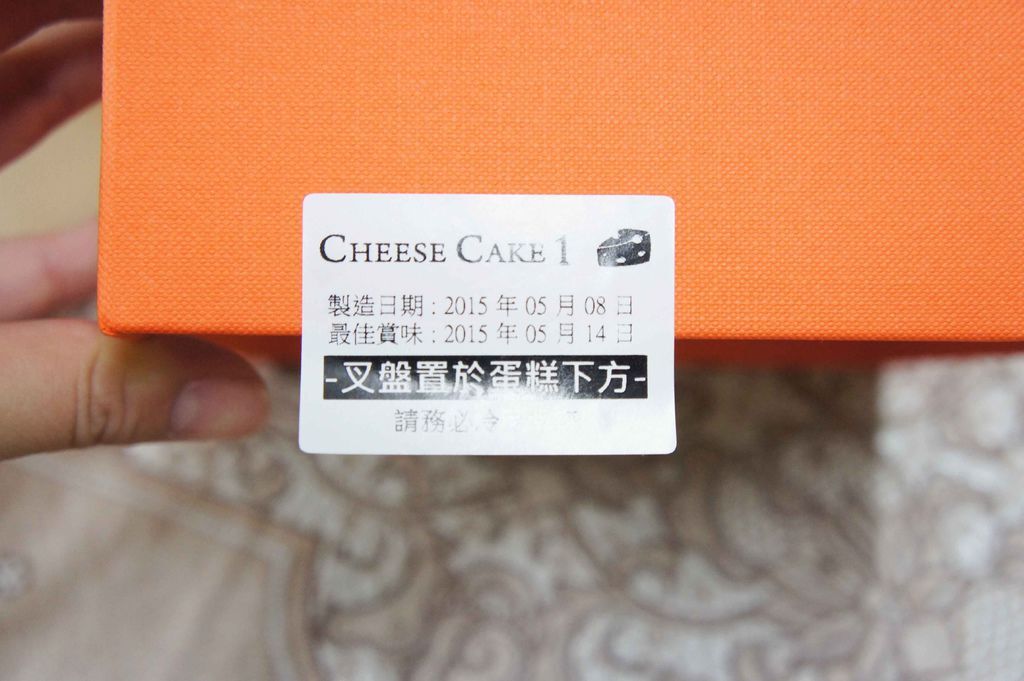 CHEESE CAKE 1
製造日期 : 2015 年 05 月 08 日
最佳賞味 : 2015 年 05 月 14 日
-叉盤置於蛋糕下方-
請務必冷